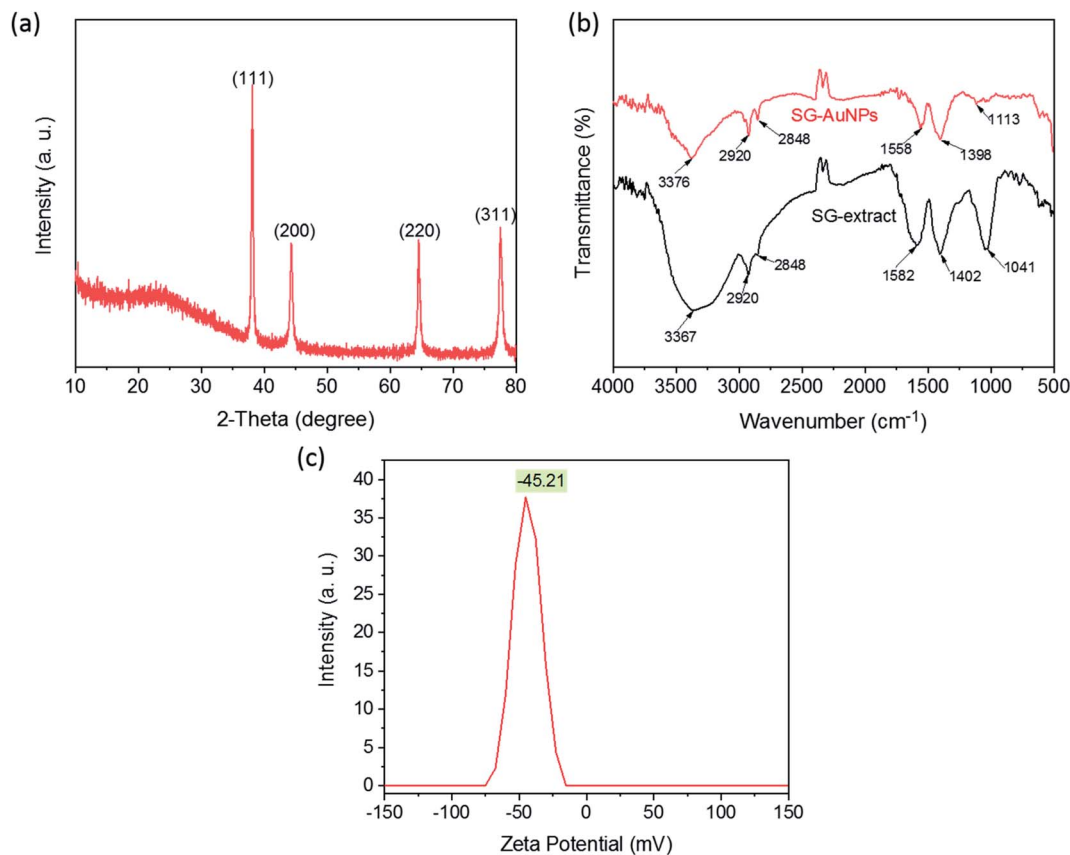 (a)
(111)
(200)
(220)
(311)
Intensity (a. u.)
10 20 30 40 50 60 70 80
2-Theta (degree)
(b)
SG-AuNPs
1113
2848
1558
2920
1398
3376
SG-extract
2848
1582
1402
1041
2920
3367
Transmittance (%)
4000 3500 3000 2500 2000 1500 1000 500
Wavenumber (cm⁻¹)
(c)
-45.21
40
35
30
25
20
15
10
5
0
Intensity (a. u.)
-150 -100 -50 0 50 100 150
Zeta Potential (mV)